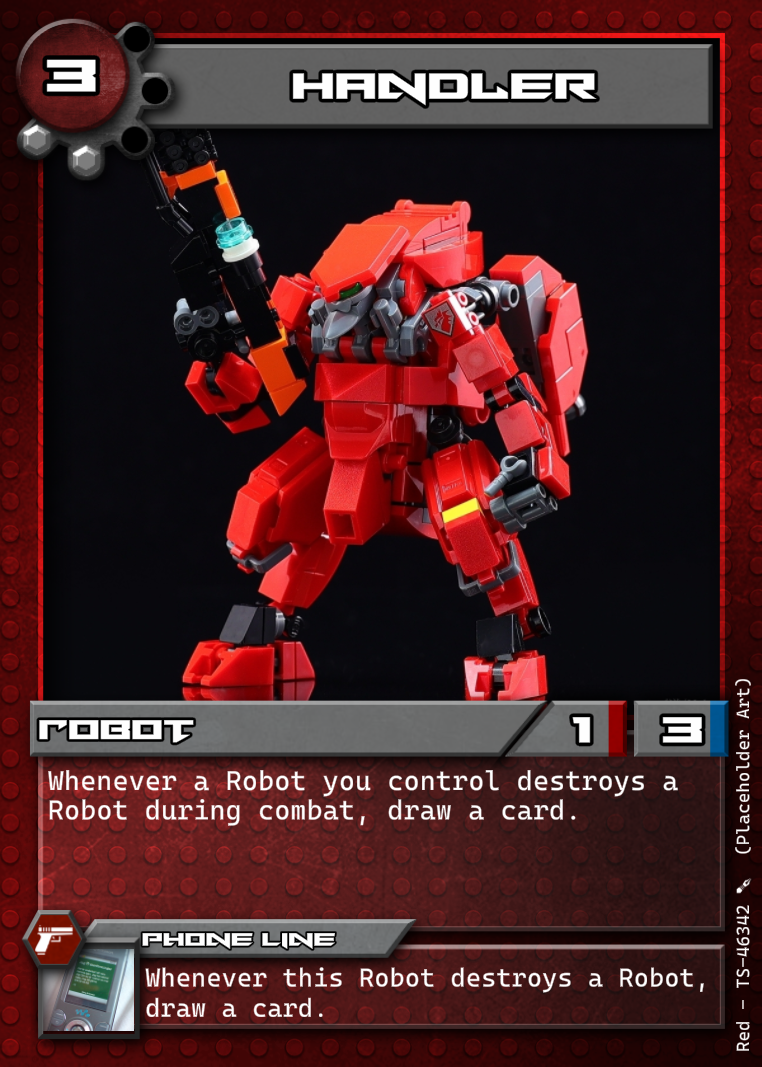 3
HANDLER
ROBOT
1
3
Whenever a Robot you control destroys a
Robot during combat, draw a card.
PHONE LINE
Whenever this Robot destroys a Robot,
draw a card.
Red - TS-46342 (Placeholder Art)